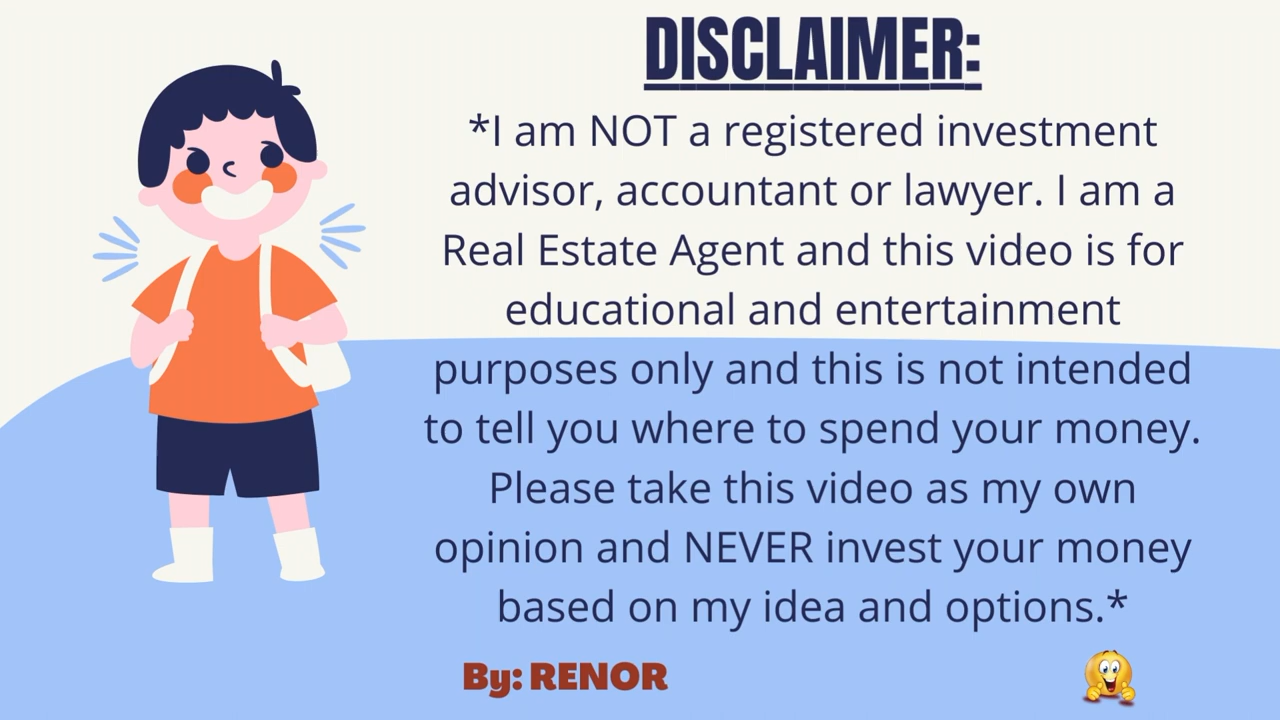 DISCLAIMER:
*I am NOT a registered investment
advisor, accountant or lawyer. I am a
Real Estate Agent and this video is for
educational and entertainment
purposes only and this is not intended
to tell you where to spend your money.
Please take this video as my own
opinion and NEVER invest your money
based on my idea and options.*
By: RENOR